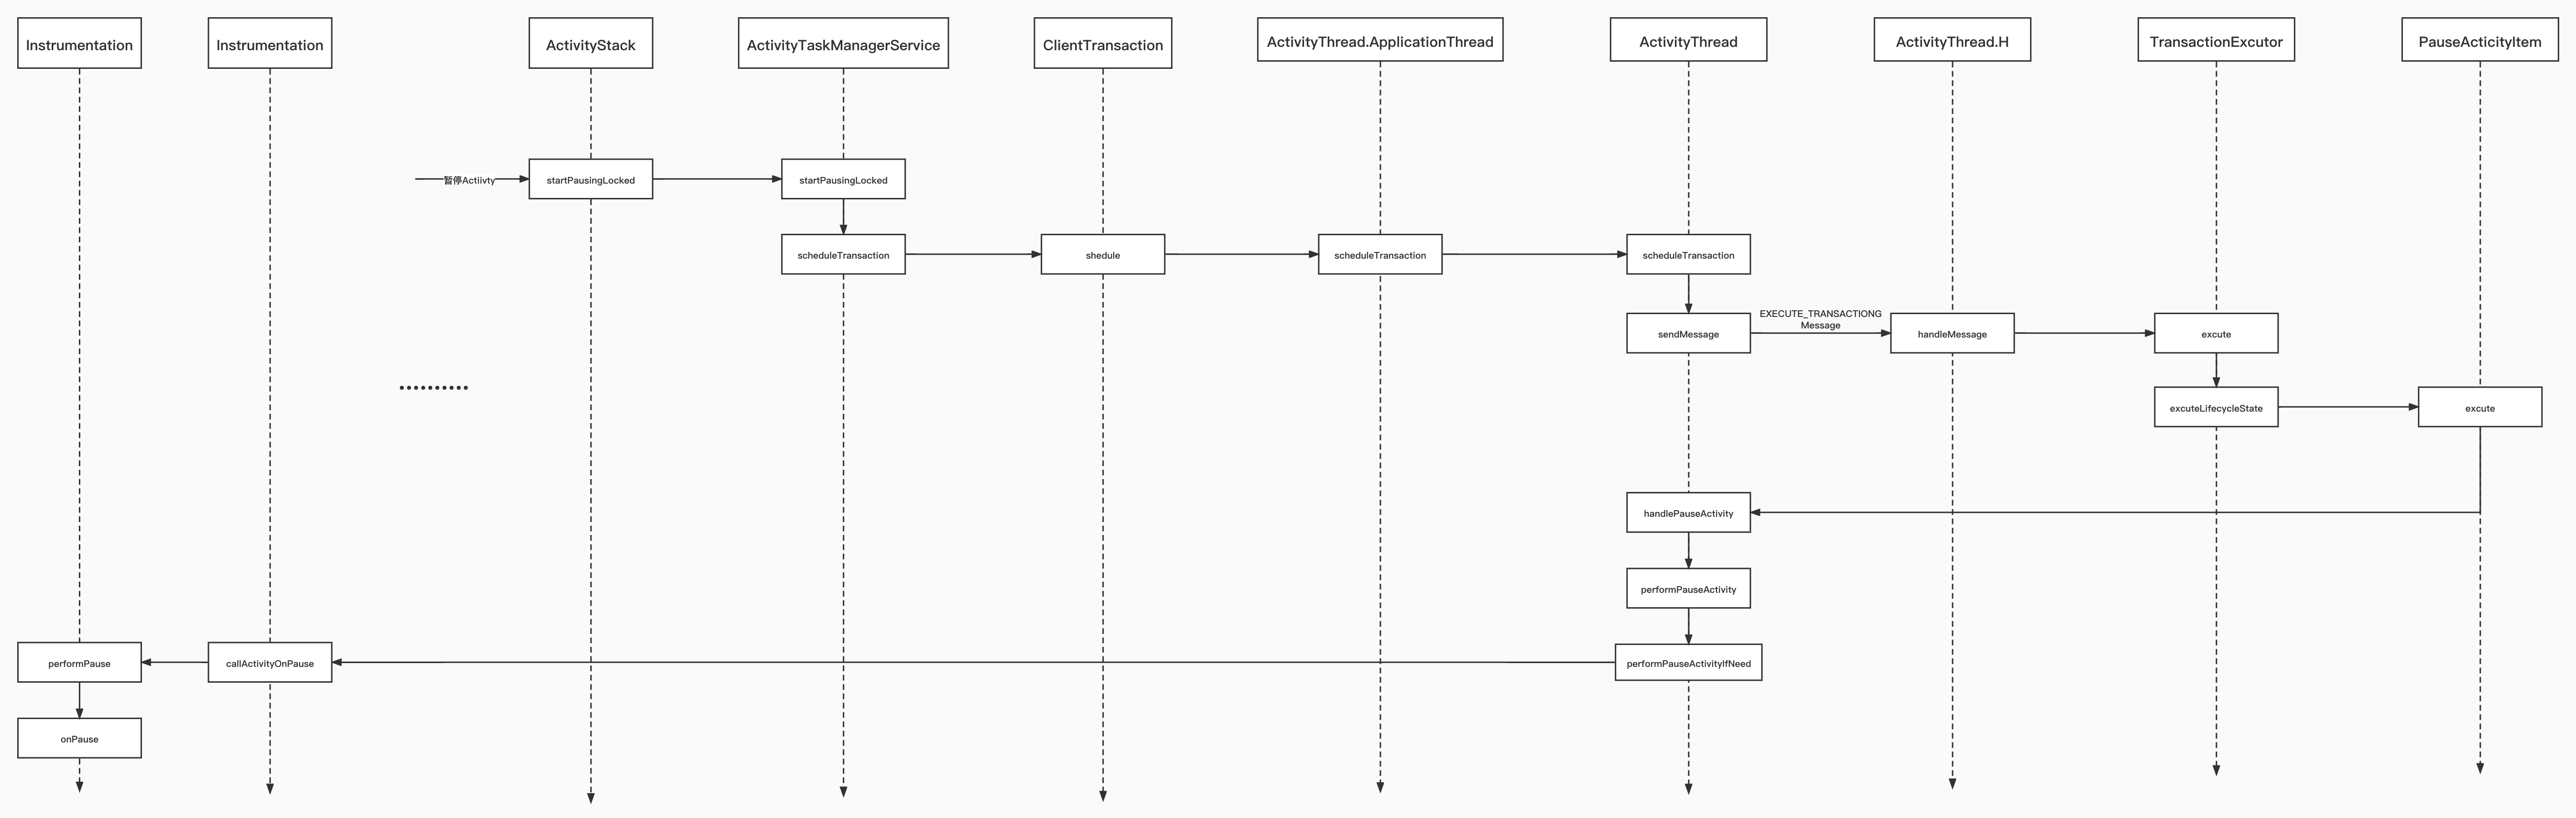 Instrumentation
Instrumentation
ActivityStack
ActivityTaskManagerService
ClientTransaction
ActivityThread.ApplicationThread
ActivityThread
ActivityThread.H
TransactionExcutor
PauseActicityItem
暂停Actiivty
startPausingLocked
startPausingLocked
scheduleTransaction
shedule
scheduleTransaction
scheduleTransaction
sendMessage
EXECUTE_TRANSACTIONG
Message
handleMessage
excute
excuteLifecycleState
excute
handlePauseActivity
performPauseActivity
performPause
callActivityOnPause
performPauseActivityIfNeed
onPause